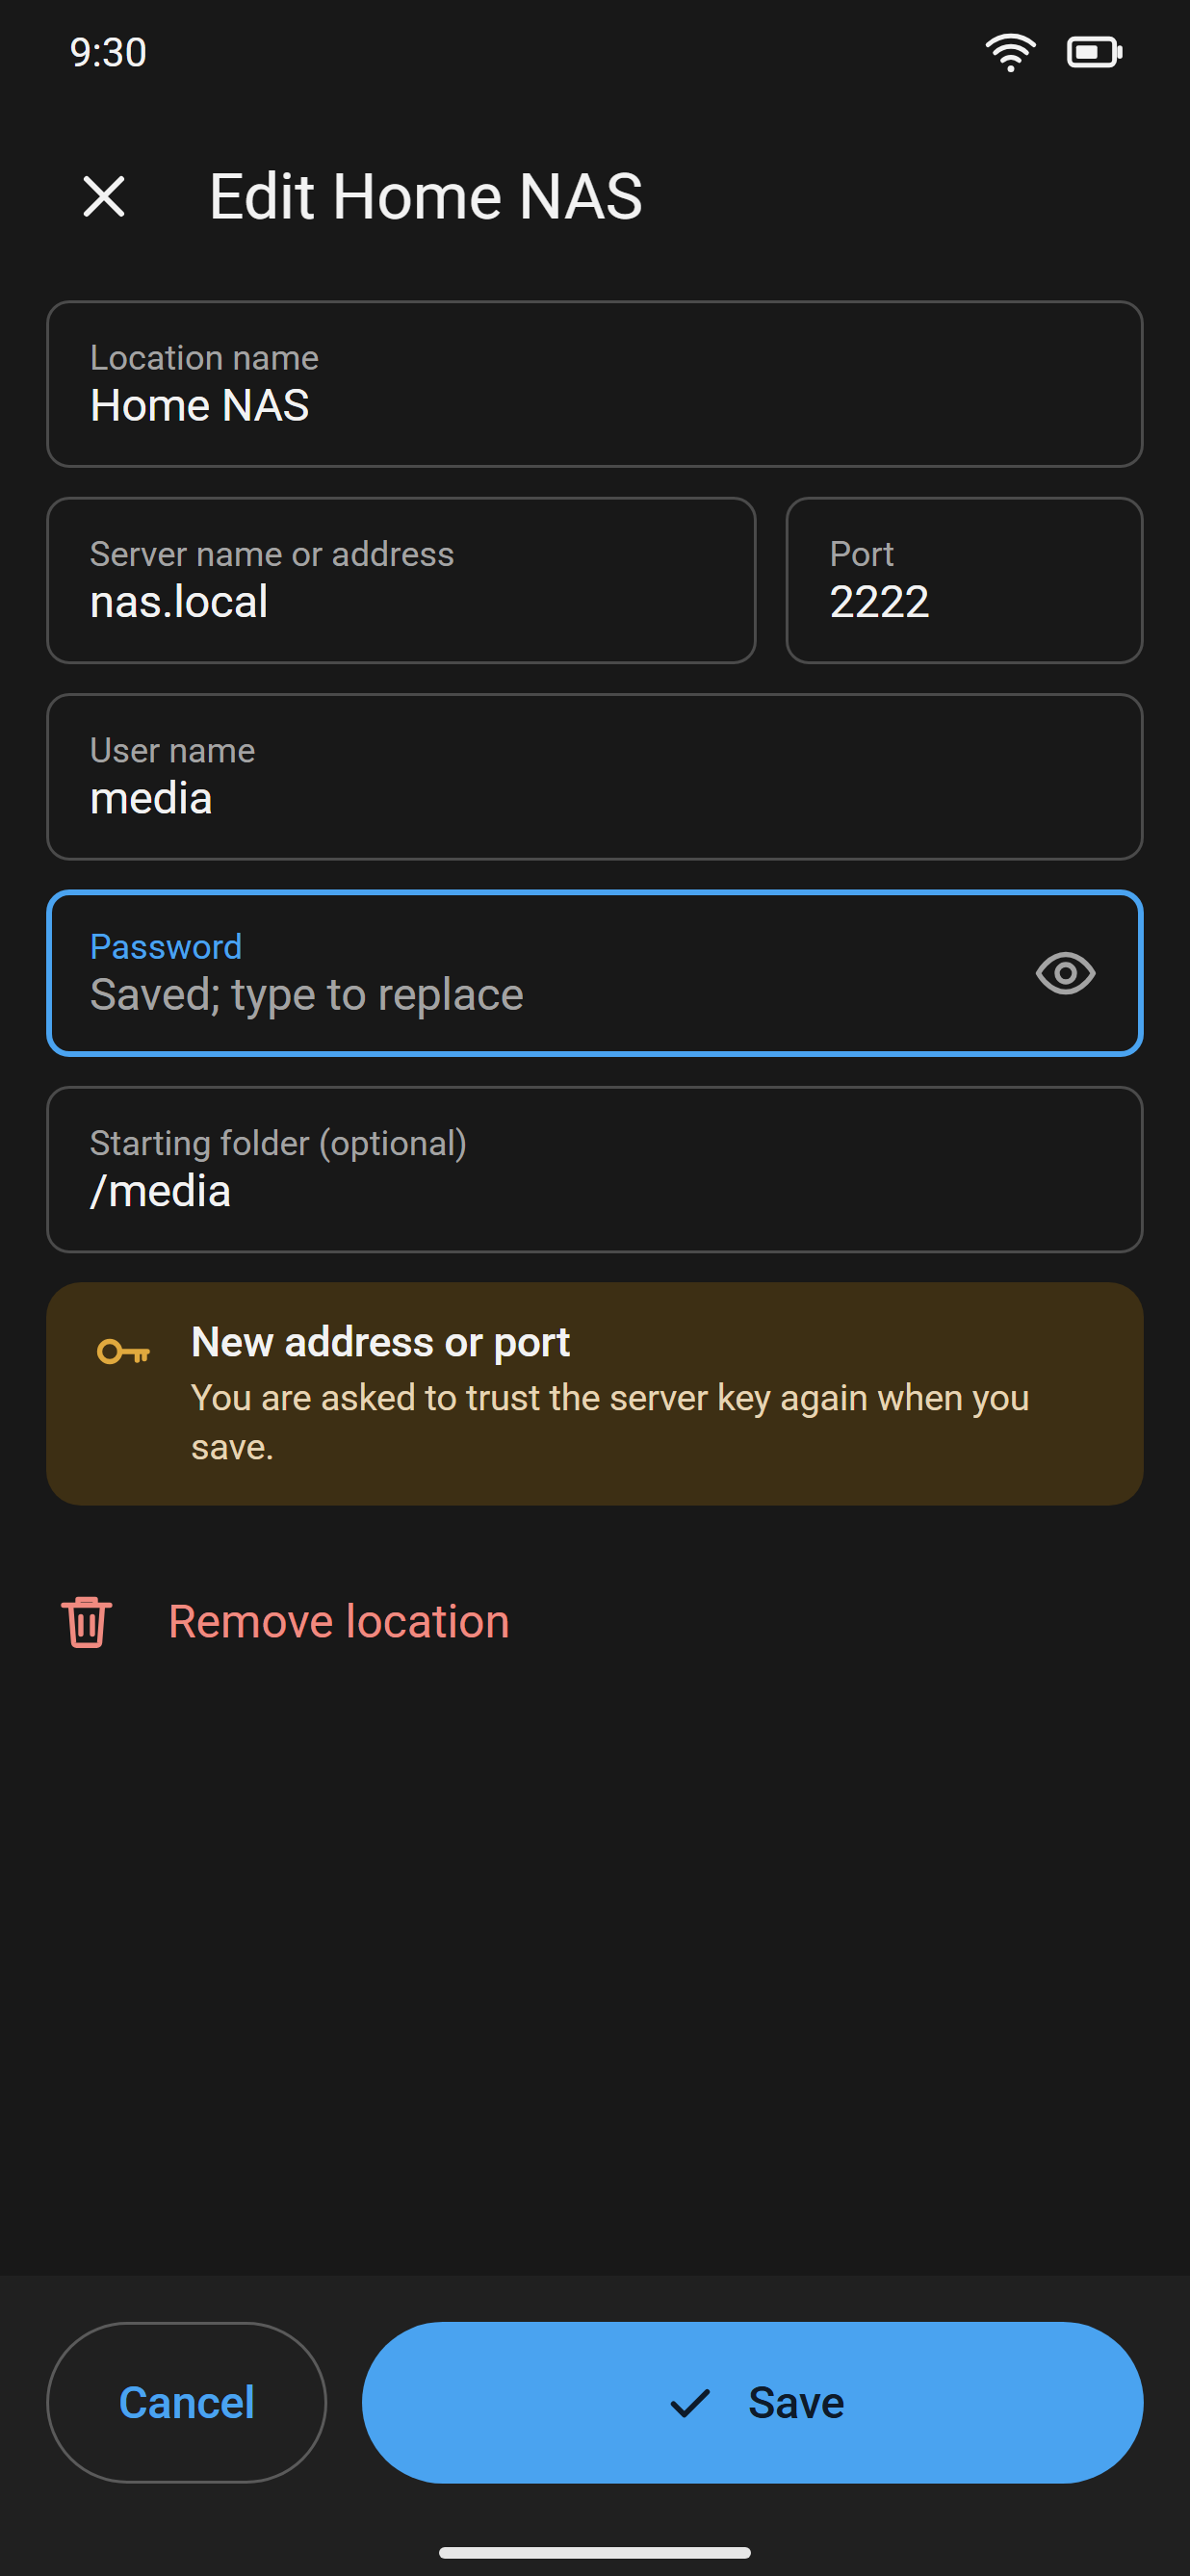 9:30
Edit Home NAS
Location name
Home NAS
Server name or address
nas.local
Port
2222
User name
media
Password
Saved; type to replace
Starting folder (optional)
/media
New address or port
You are asked to trust the server key again when you
save.
Remove location
Cancel
Save